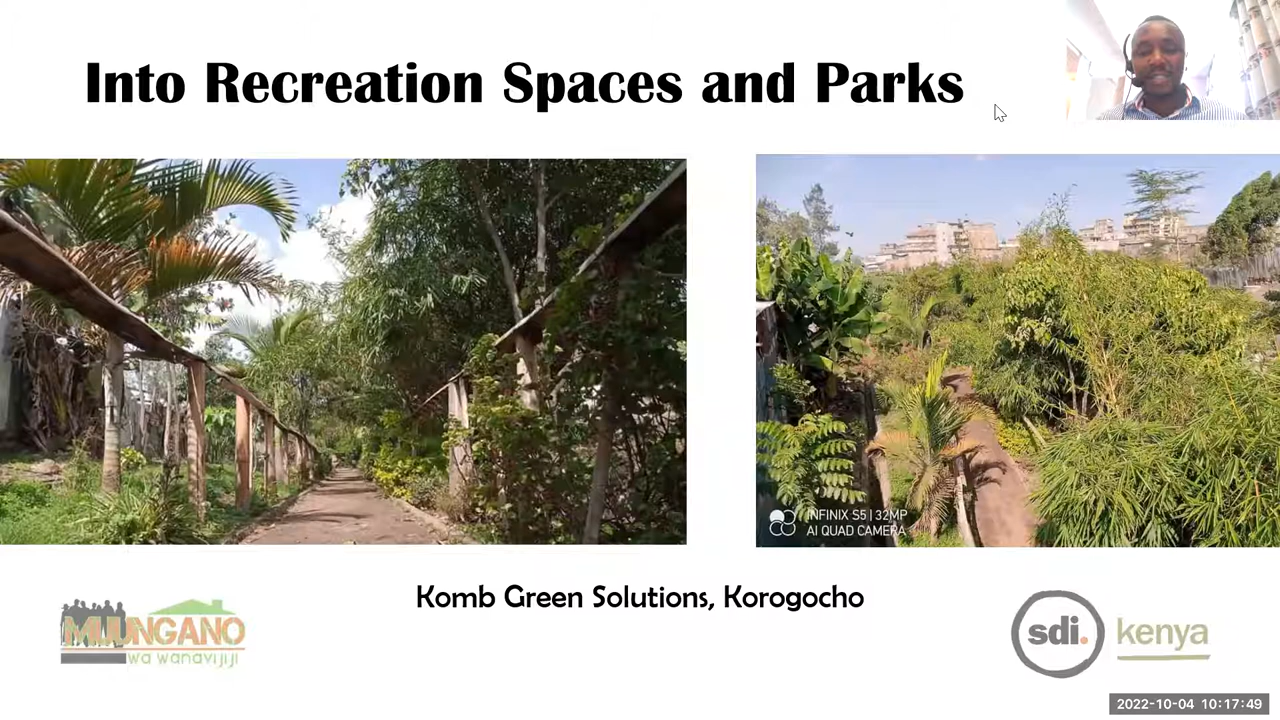 Into Recreation Spaces and Parks
INFINIX S5 | 32MP
AI QUAD CAMERA
Komb Green Solutions, Korogocho
MUUNGANO
wa wanavijiji
sdi. kenya
2022-10-04 10:17:49